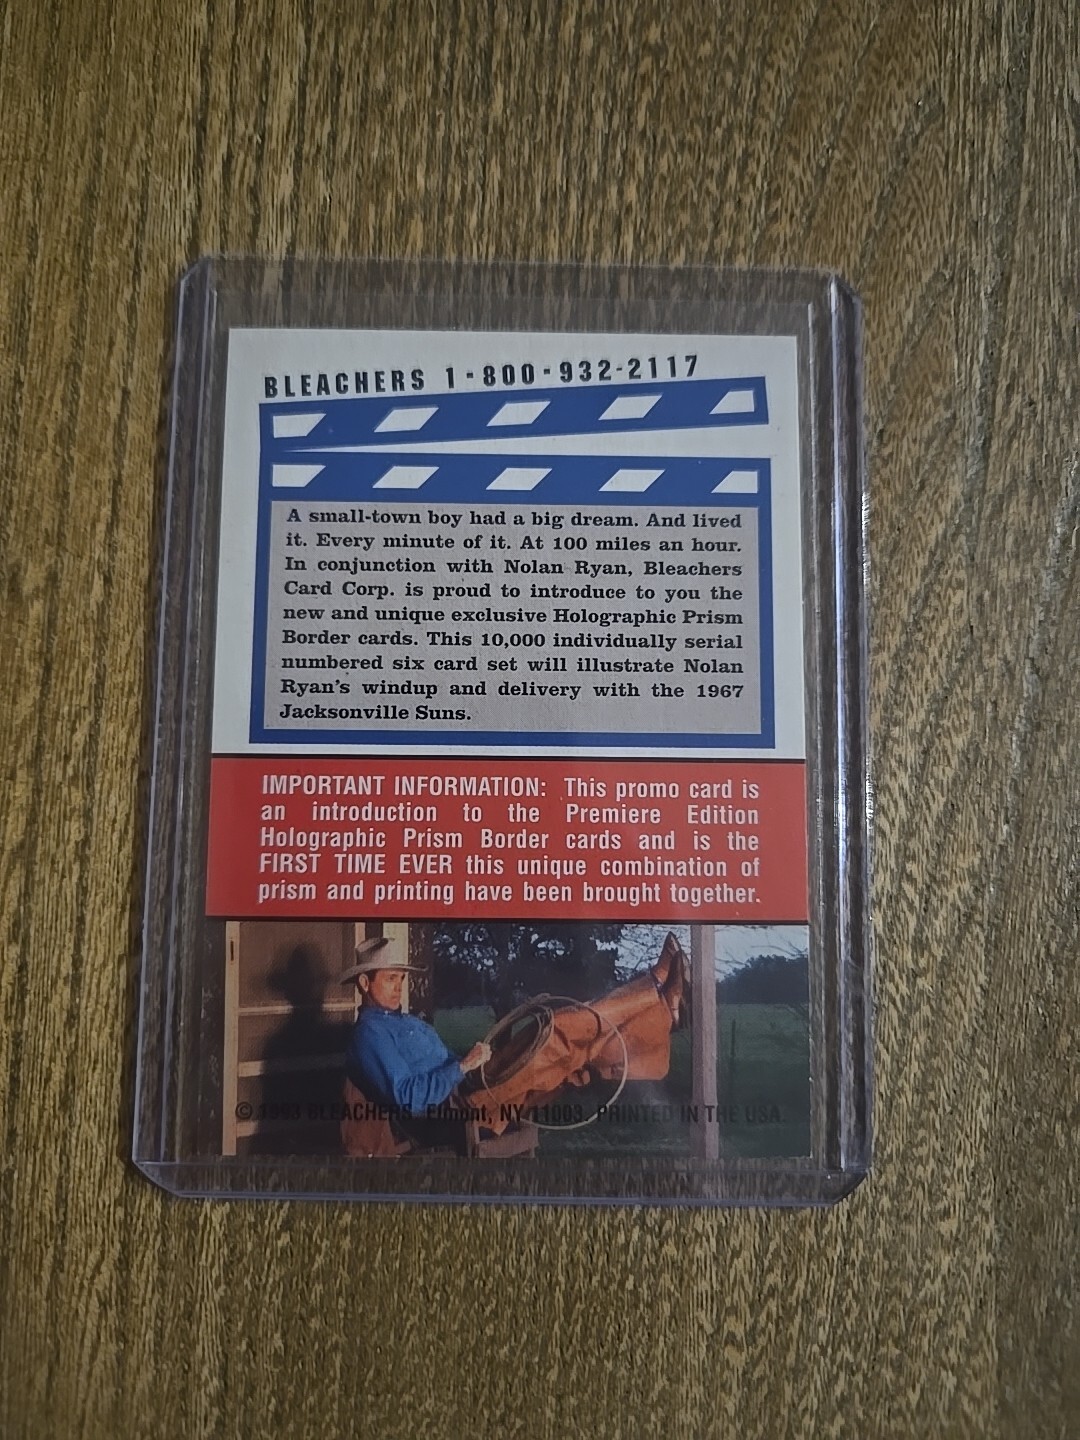 BLEACHERS 1-800-932-2117
A small-town boy had a big dream. And lived
it. Every minute of it. At 100 miles an hour.
In conjunction with Nolan Ryan, Bleachers
Card Corp. is proud to introduce to you the
new and unique exclusive Holographic Prism
Border cards. This 10,000 individually serial
numbered six card set will illustrate Nolan
Ryan's windup and delivery with the 1967
Jacksonville Suns.
IMPORTANT INFORMATION: This promo card is
an introduction to the Premiere Edition
Holographic Prism Border cards and is the
FIRST TIME EVER this unique combination of
prism and printing have been brought together.
© 1993 BLEACHERS, Elmont, NY 11003. PRINTED IN THE USA.